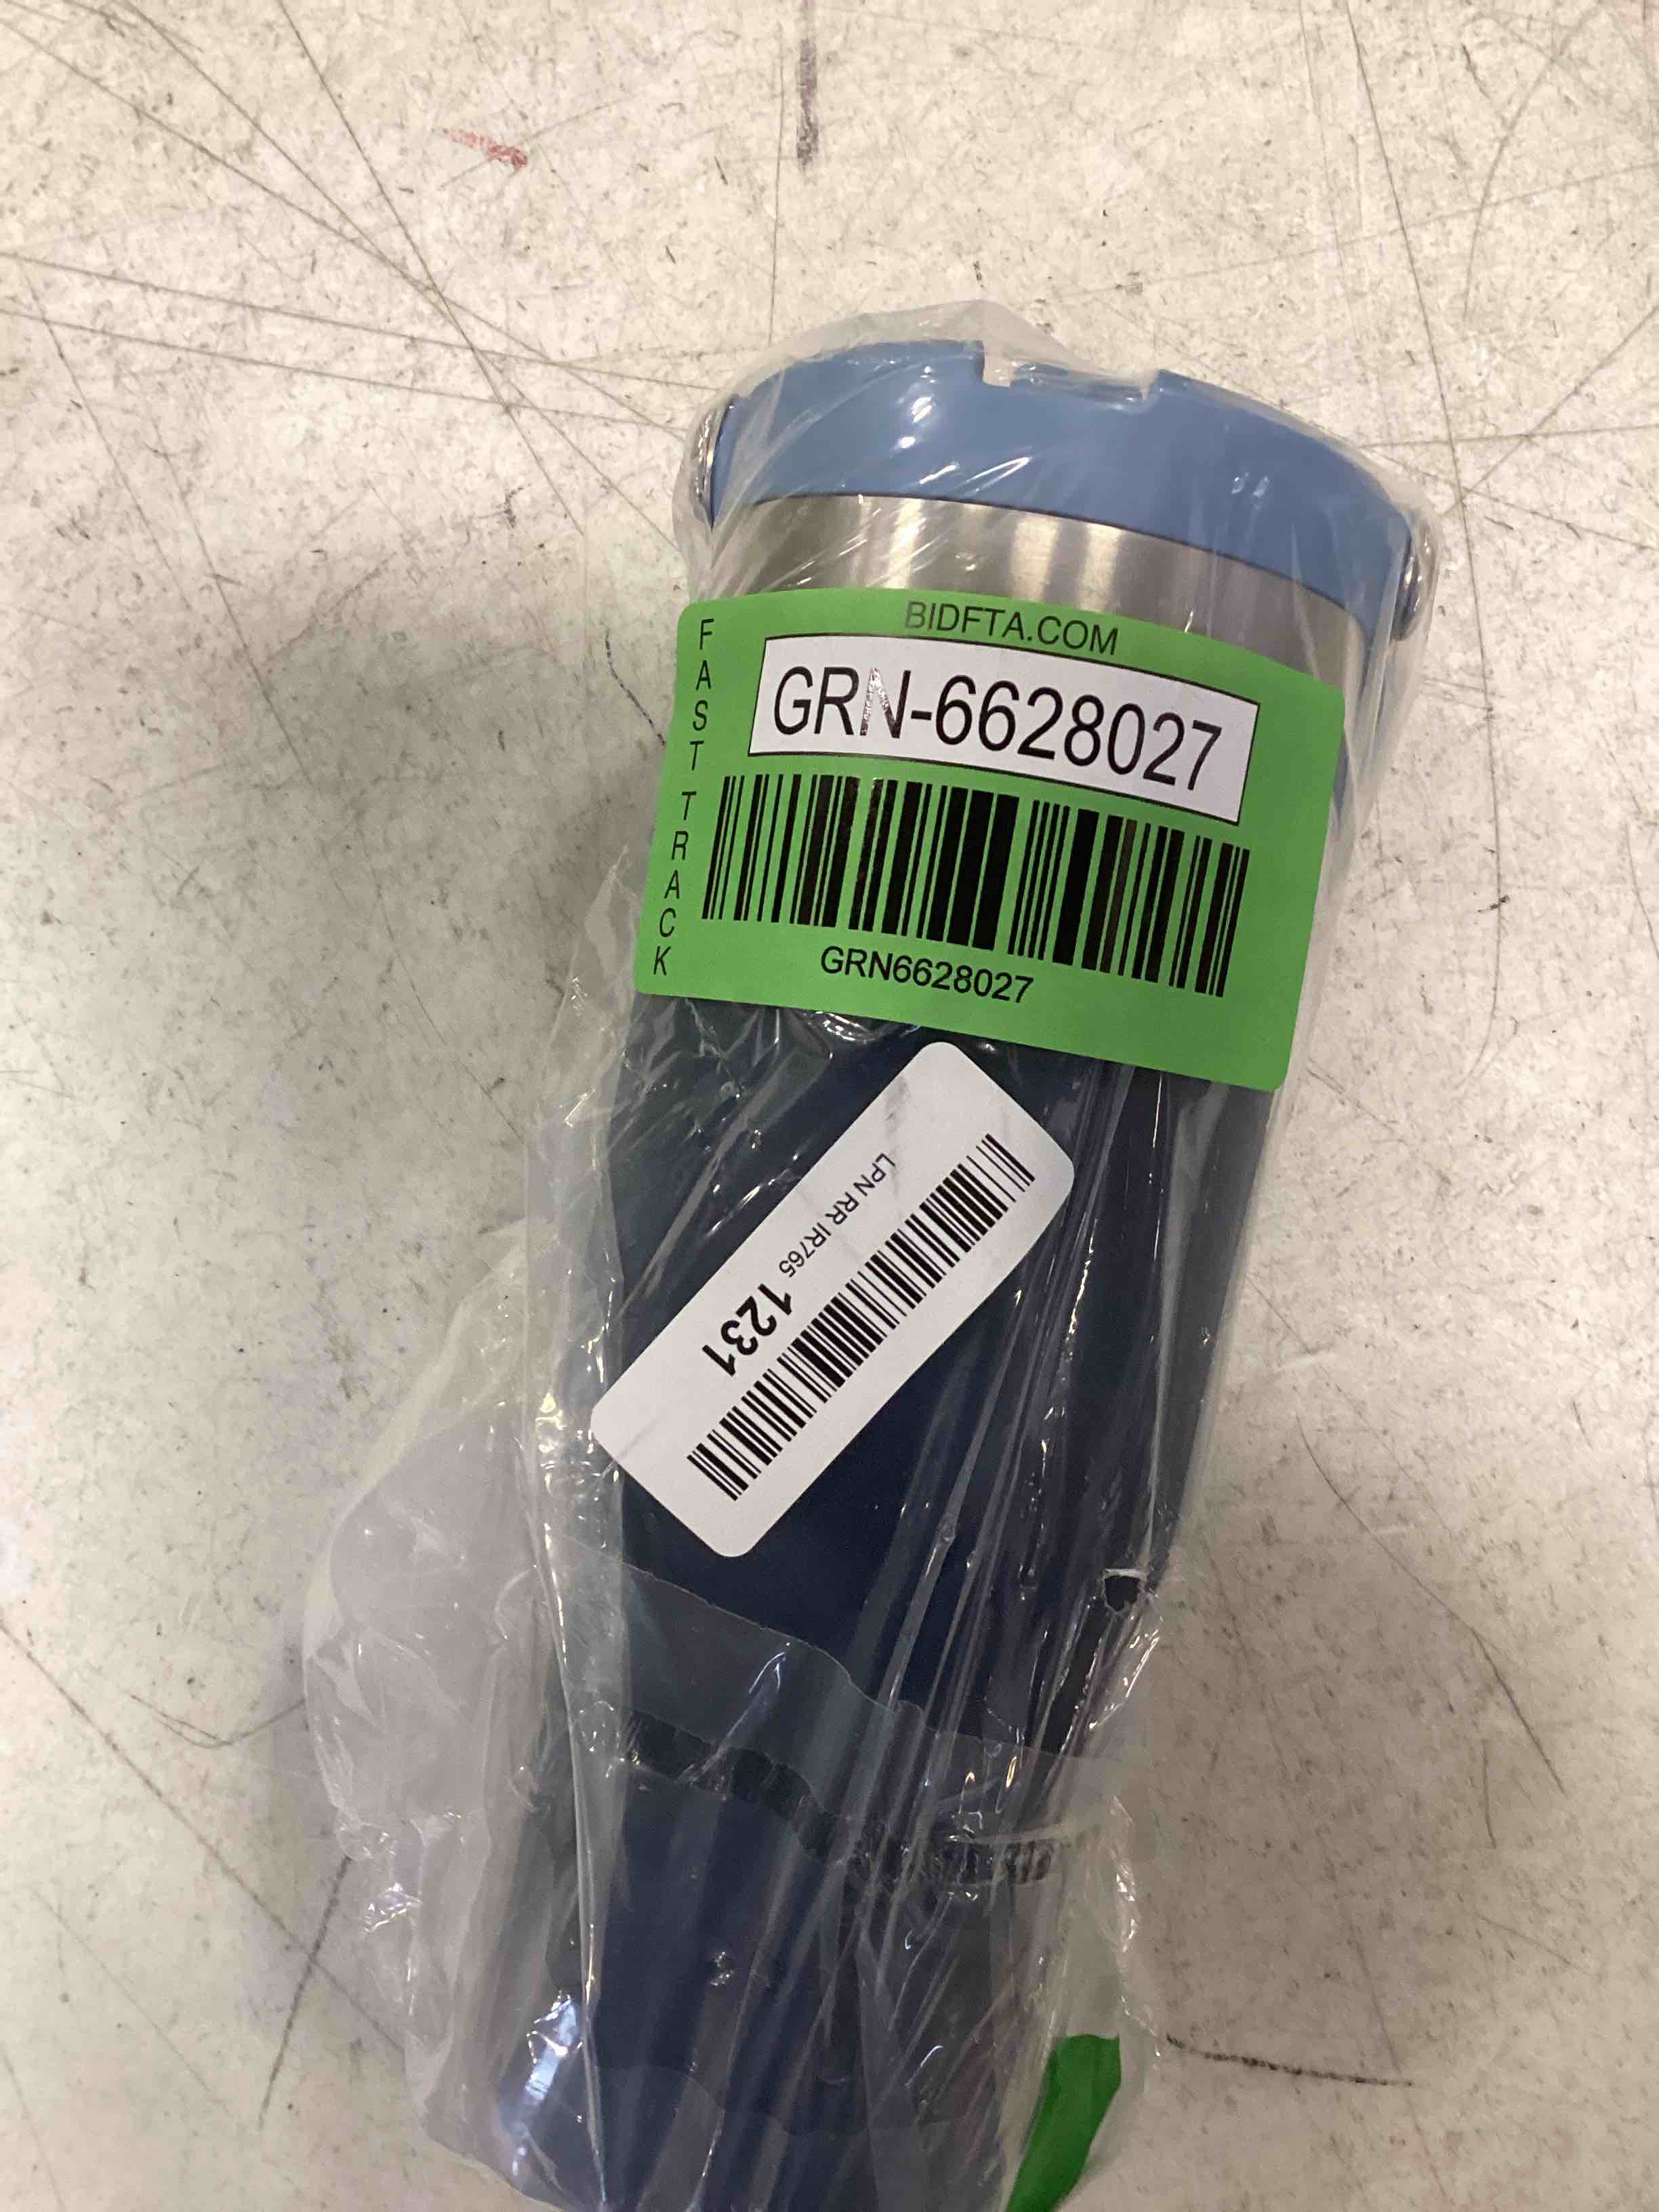 BIDFTA.COM
FAST TRACK
GRN-6628027
GRN6628027
LPN RR IR765 1231